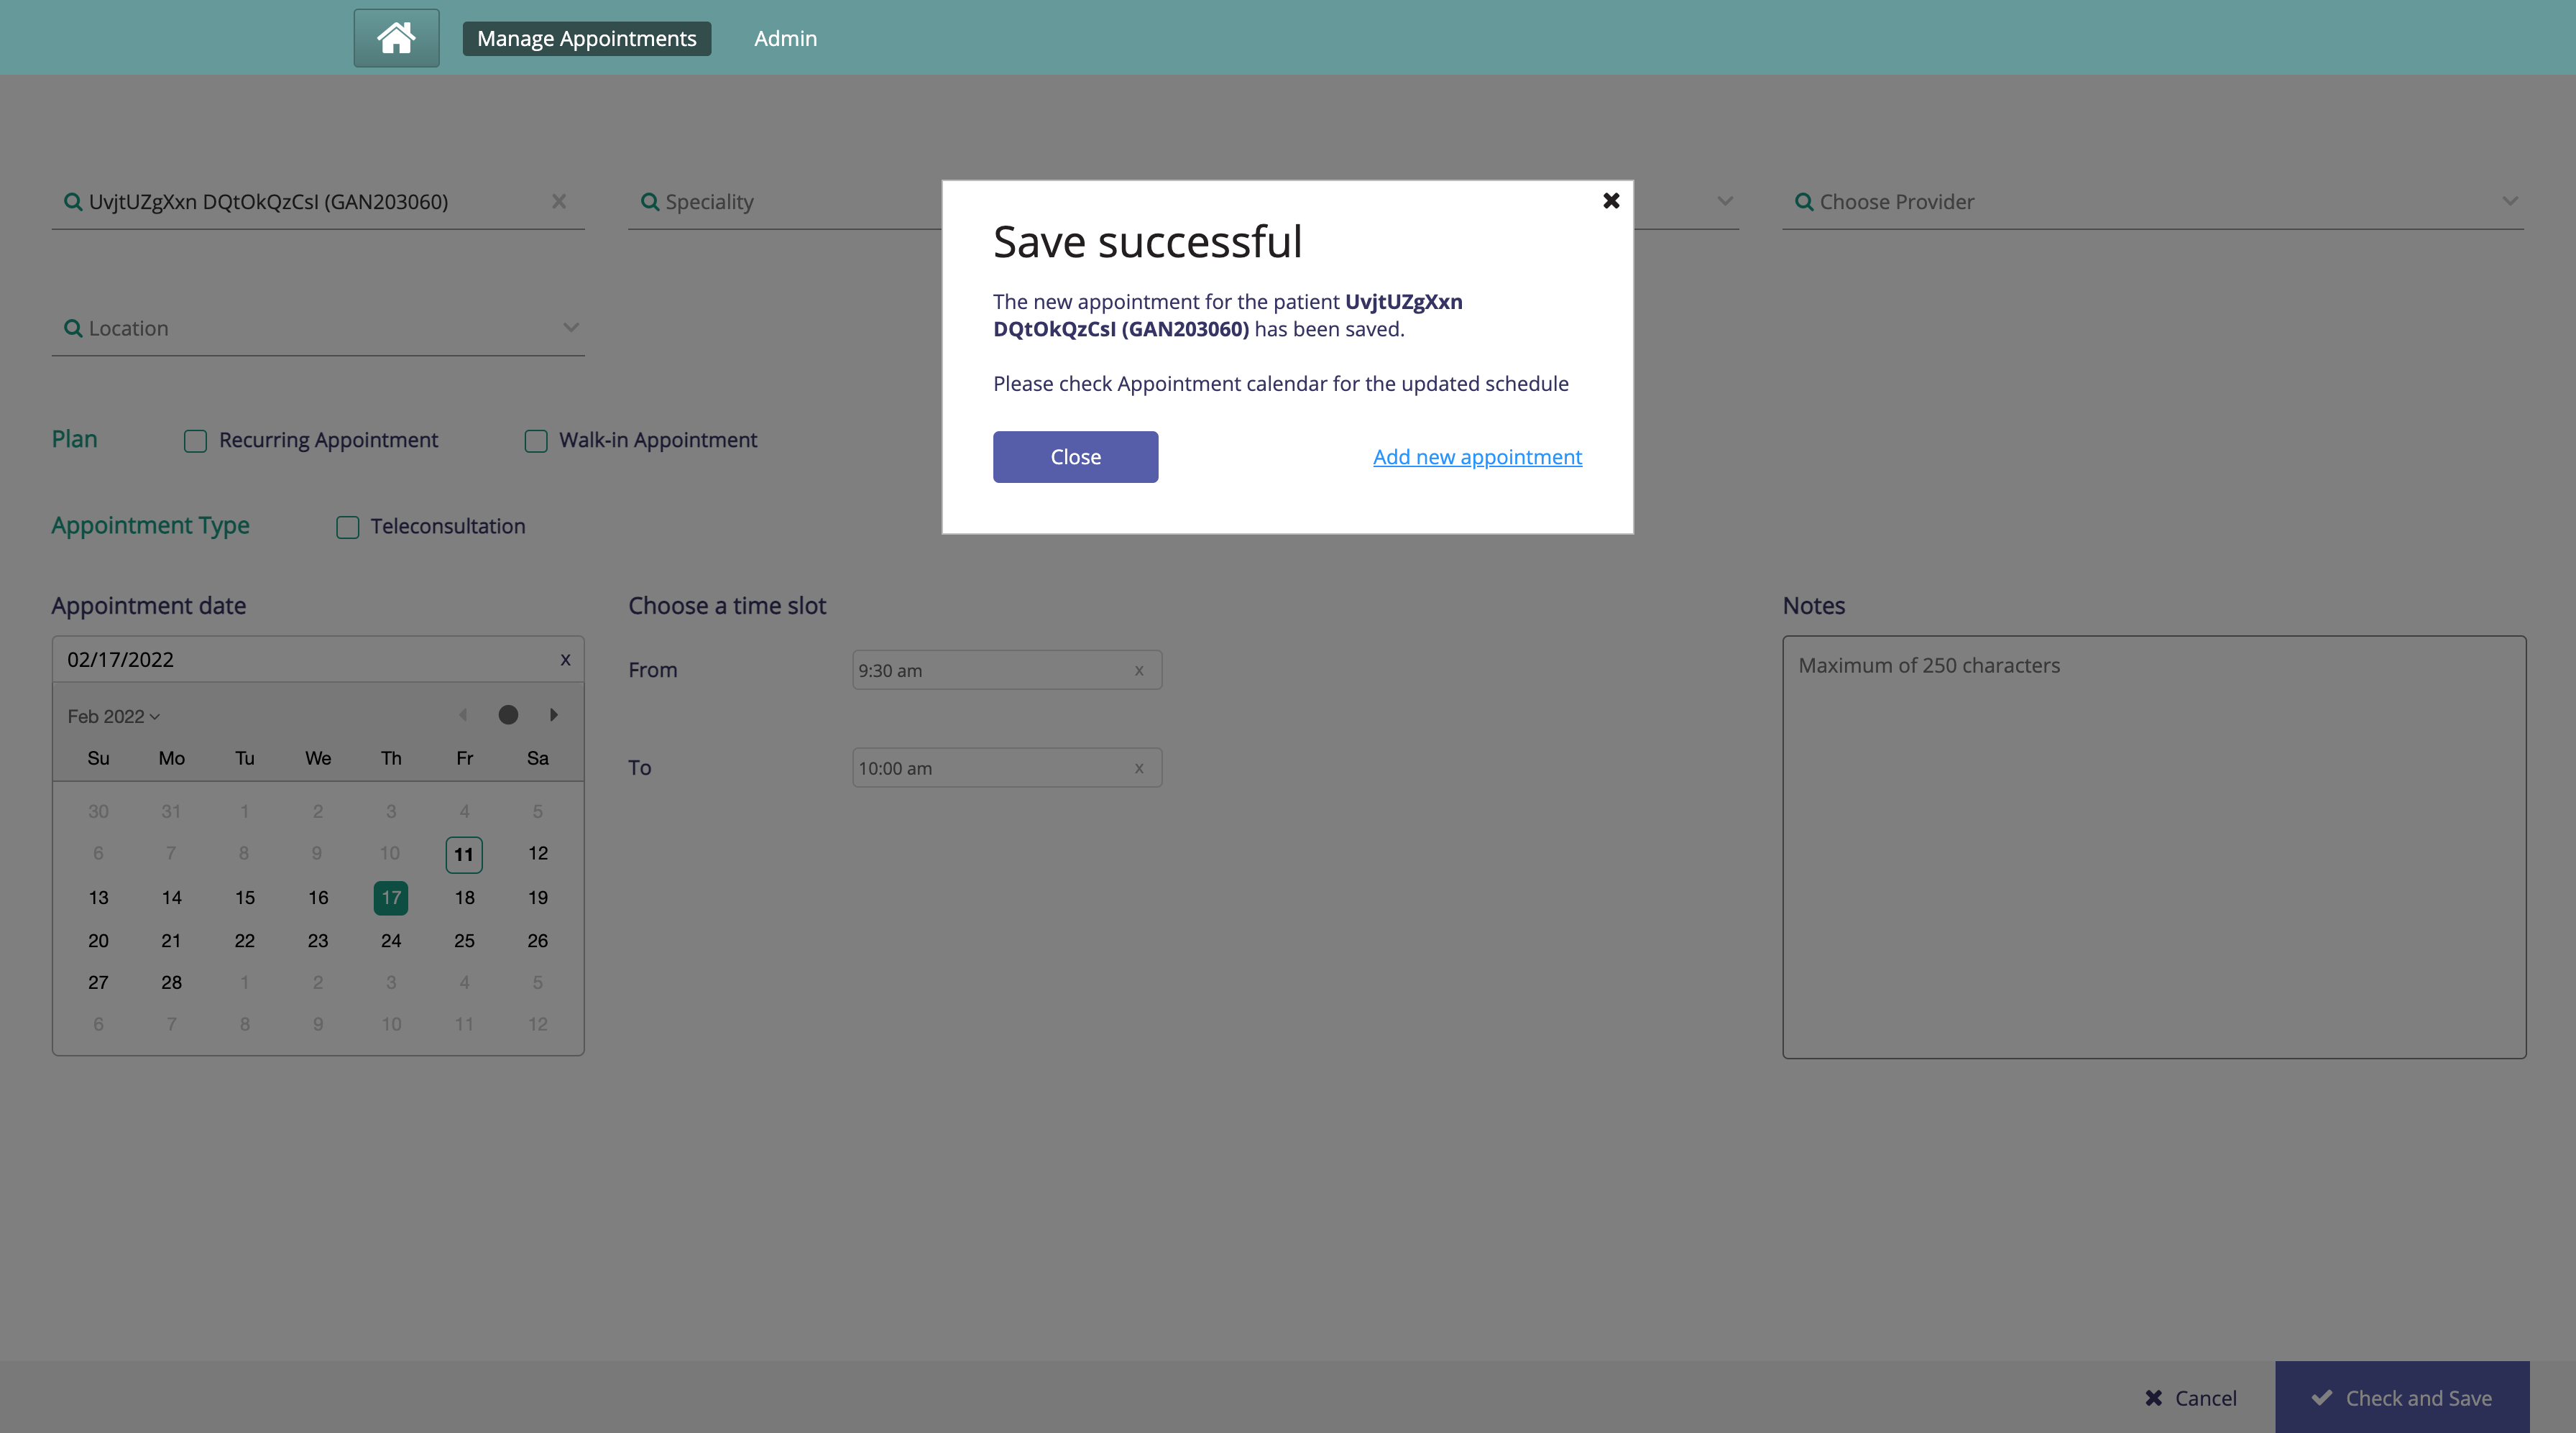 Manage Appointments Admin
UvjtUZgXxn DQtOkQzCsI (GAN203060) Speciality Choose Provider
Save successful
The new appointment for the patient UvjtUZgXxn
DQtOkQzCsI (GAN203060) has been saved.
Please check Appointment calendar for the updated schedule
Close Add new appointment
Location
Plan Recurring Appointment Walk-in Appointment
Appointment Type Teleconsultation
Appointment date Choose a time slot Notes
02/17/2022 x
Feb 2022
Su Mo Tu We Th Fr Sa
30 31 1 2 3 4 5
6 7 8 9 10 11 12
13 14 15 16 17 18 19
20 21 22 23 24 25 26
27 28 1 2 3 4 5
6 7 8 9 10 11 12
From 9:30 am x
To 10:00 am x
Maximum of 250 characters
Cancel Check and Save